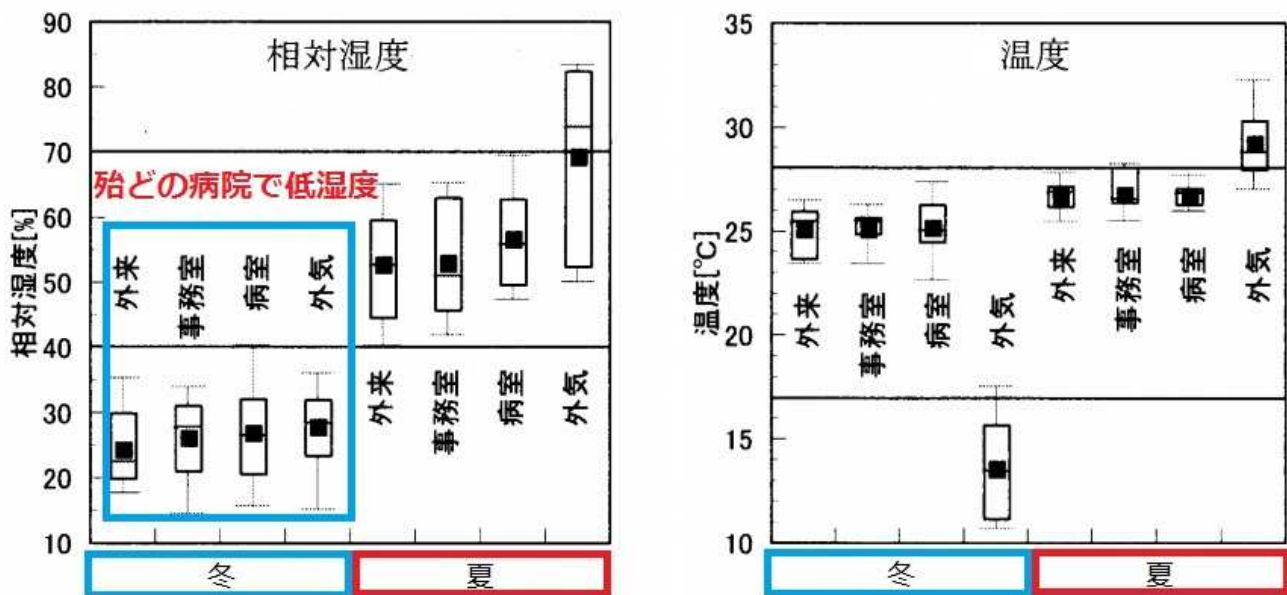 相対湿度
相対湿度[%]
90
80
70
60
50
40
30
20
10
殆どの病院で低湿度
外来
事務室
病室
外気
外来
事務室
病室
外気
冬
夏
温度
温度[℃]
35
30
25
20
15
10
外来
事務室
病室
外気
外来
事務室
病室
外気
冬
夏